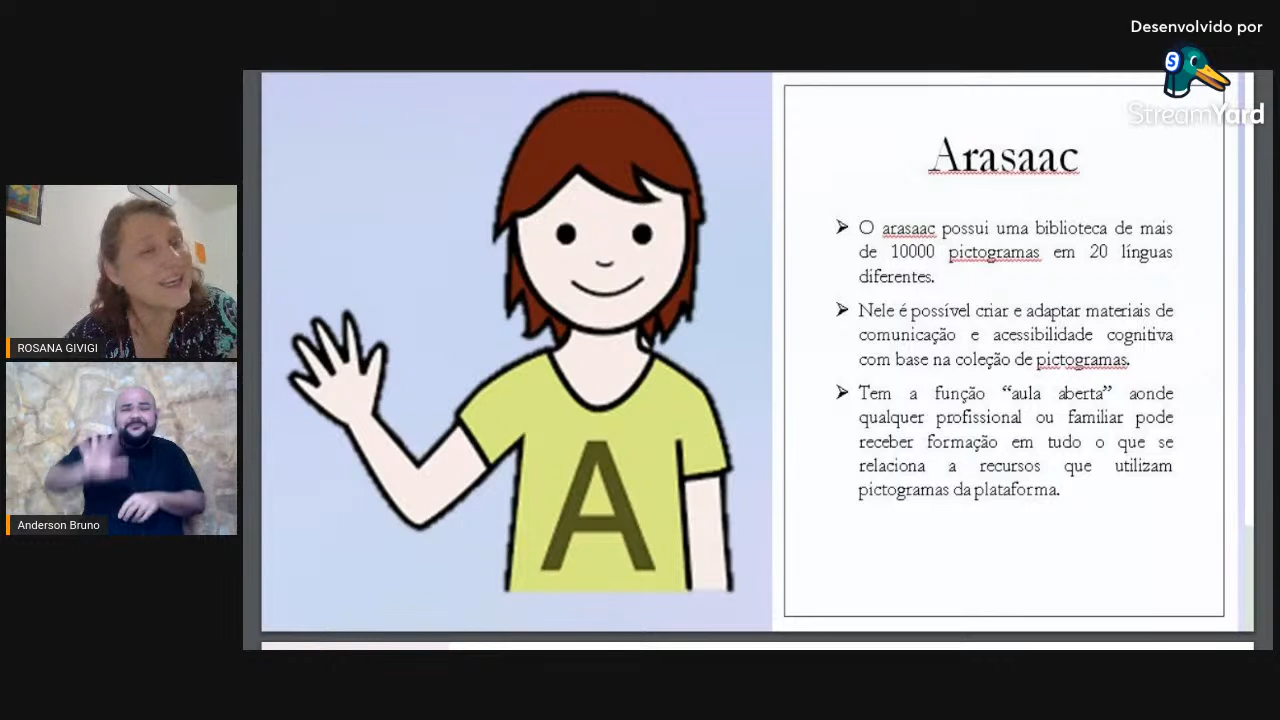 Desenvolvido por
StreamYard
ROSANA GIVIGI
Anderson Bruno
A
Arasaac
➢ O arasaac possui uma biblioteca de mais
de 10000 pictogramas em 20 línguas
diferentes.
➢ Nele é possível criar e adaptar materiais de
comunicação e acessibilidade cognitiva
com base na coleção de pictogramas.
➢ Tem a função “aula aberta” aonde
qualquer profissional ou familiar pode
receber formação em tudo o que se
relaciona a recursos que utilizam
pictogramas da plataforma.